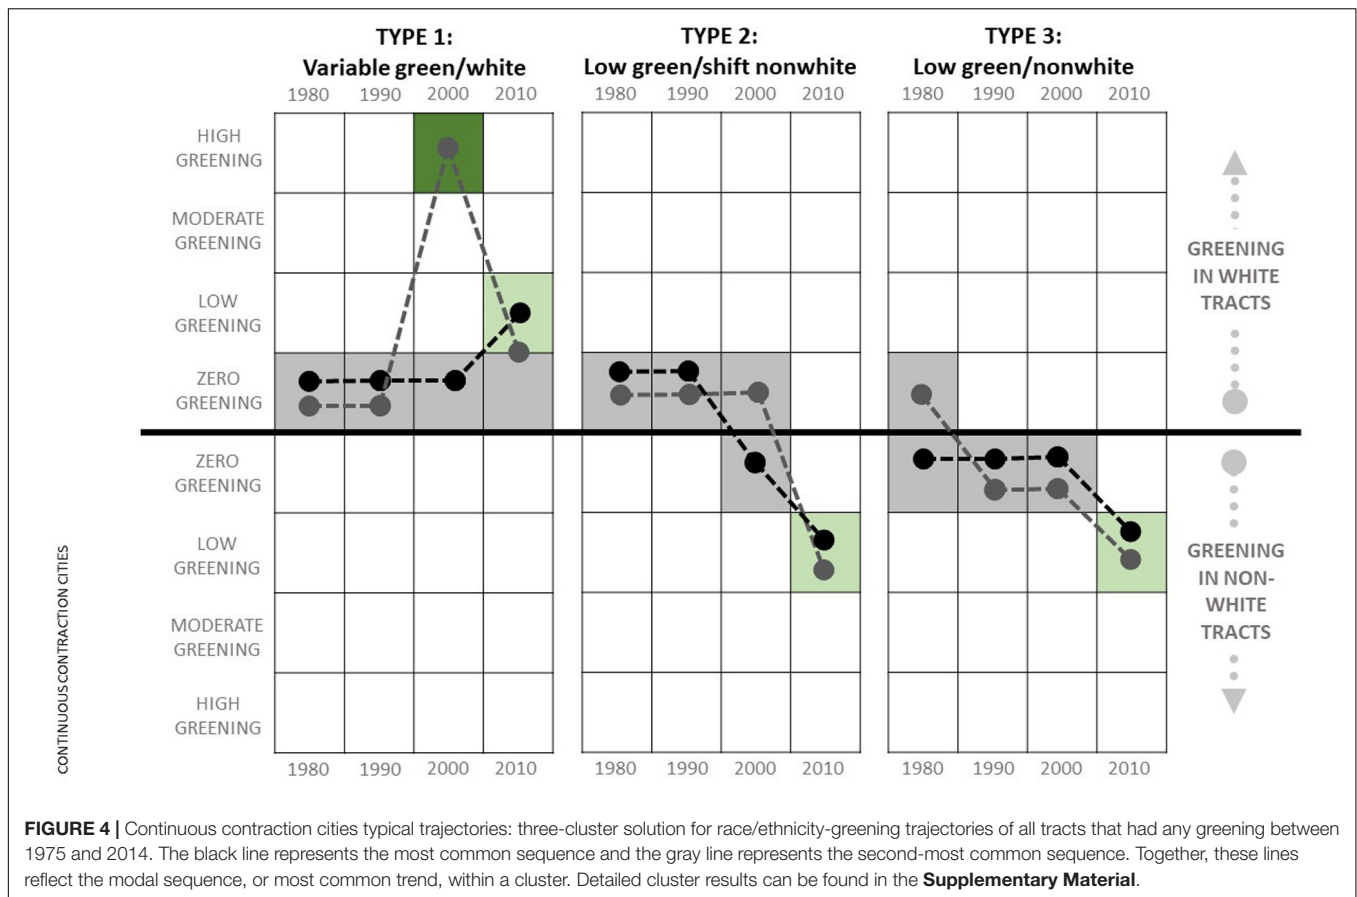 TYPE 1:
Variable green/white
TYPE 2:
Low green/shift nonwhite
TYPE 3:
Low green/nonwhite
1980 1990 2000 2010
1980 1990 2000 2010
1980 1990 2000 2010
HIGH
GREENING
MODERATE
GREENING
LOW
GREENING
ZERO
GREENING
ZERO
GREENING
LOW
GREENING
MODERATE
GREENING
HIGH
GREENING
GREENING
IN WHITE
TRACTS
GREENING
IN NON-
WHITE
TRACTS
CONTINUOUS CONTRACTION CITIES
1980 1990 2000 2010
1980 1990 2000 2010
1980 1990 2000 2010
FIGURE 4 | Continuous contraction cities typical trajectories: three-cluster solution for race/ethnicity-greening trajectories of all tracts that had any greening between
1975 and 2014. The black line represents the most common sequence and the gray line represents the second-most common sequence. Together, these lines
reflect the modal sequence, or most common trend, within a cluster. Detailed cluster results can be found in the Supplementary Material.